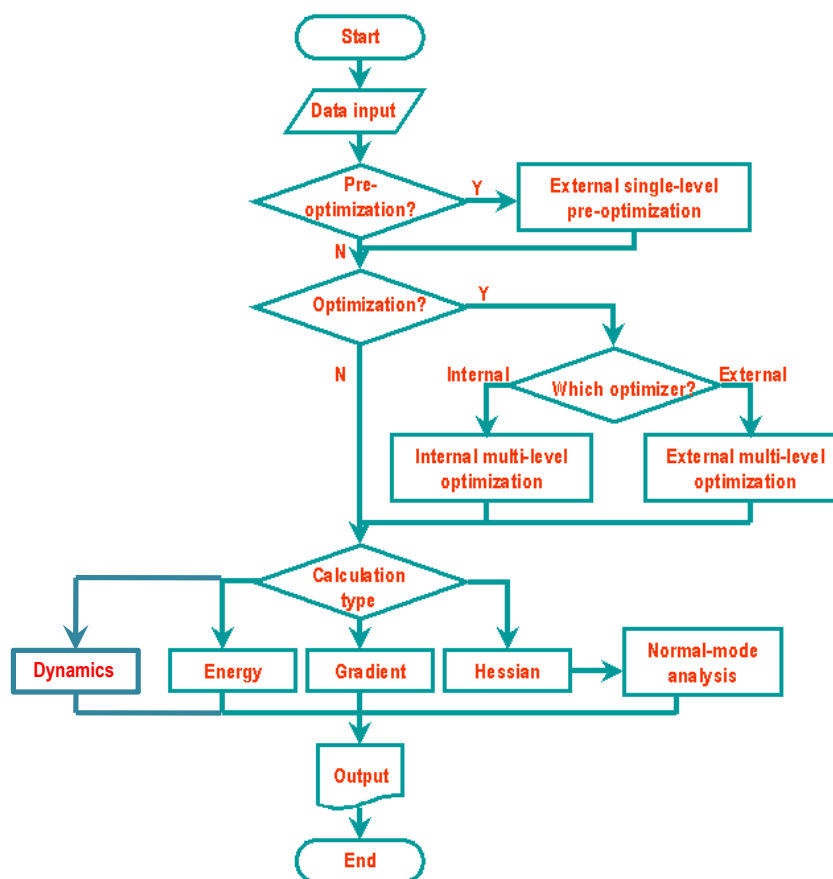 Start
Data input
Pre-
optimization?
Y
External single-level
pre-optimization
N
Optimization?
Y
N
Internal
Which optimizer?
External
Internal multi-level
optimization
External multi-level
optimization
Calculation
type
Dynamics
Energy
Gradient
Hessian
Normal-mode
analysis
Output
End